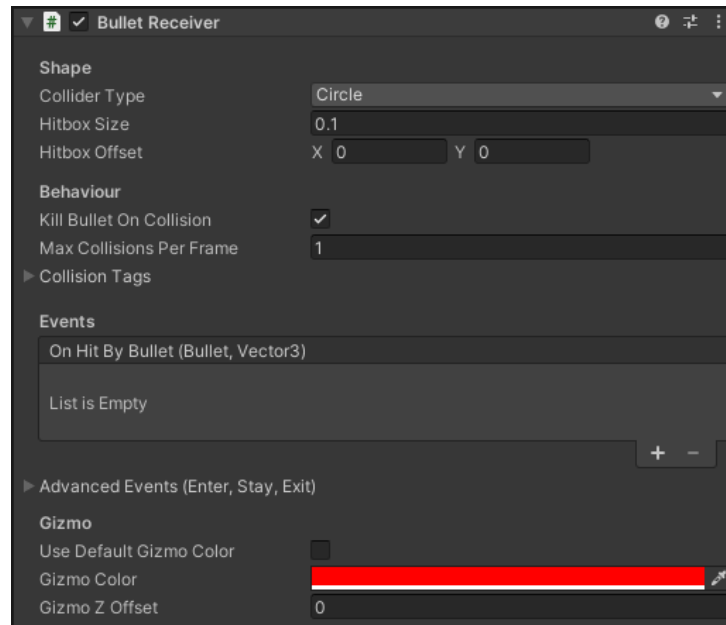 Bullet Receiver
Shape
Collider Type Circle
Hitbox Size 0.1
Hitbox Offset X 0 Y 0
Behaviour
Kill Bullet On Collision
Max Collisions Per Frame 1
Collision Tags
Events
On Hit By Bullet (Bullet, Vector3)
List is Empty
+ −
Advanced Events (Enter, Stay, Exit)
Gizmo
Use Default Gizmo Color
Gizmo Color
Gizmo Z Offset 0